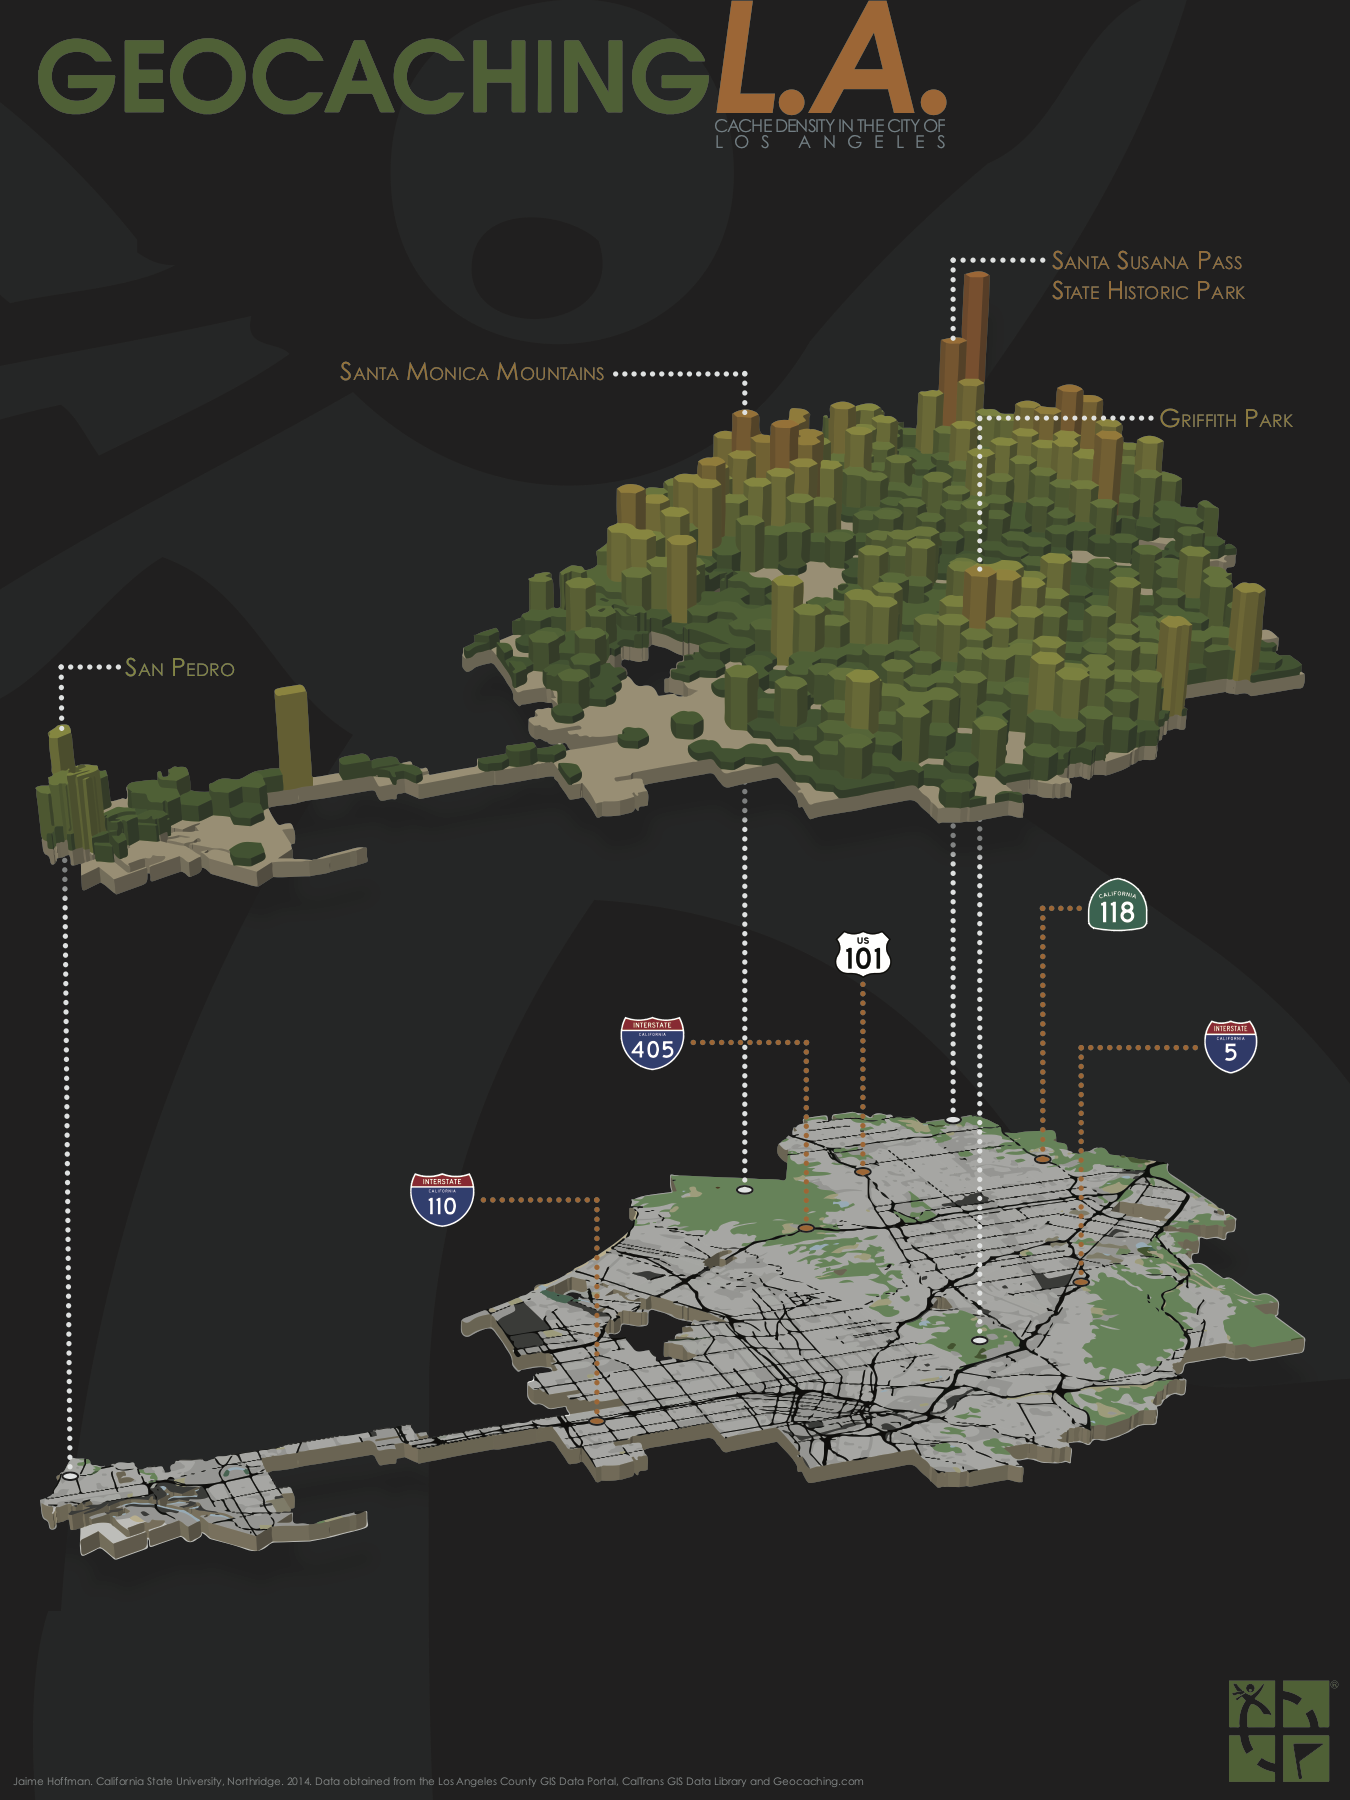 GEOCACHING L.A.
CACHE DENSITY IN THE CITY OF
LOS ANGELES
SANTA SUSANA PASS
STATE HISTORIC PARK
SANTA MONICA MOUNTAINS
GRIFFITH PARK
SAN PEDRO
CALIFORNIA
118
US
101
INTERSTATE
CALIFORNIA
405
INTERSTATE
CALIFORNIA
5
INTERSTATE
CALIFORNIA
110
®
Jaime Hoffman. California State University, Northridge. 2014. Data obtained from the Los Angeles County GIS Data Portal, CalTrans GIS Data Library and Geocaching.com